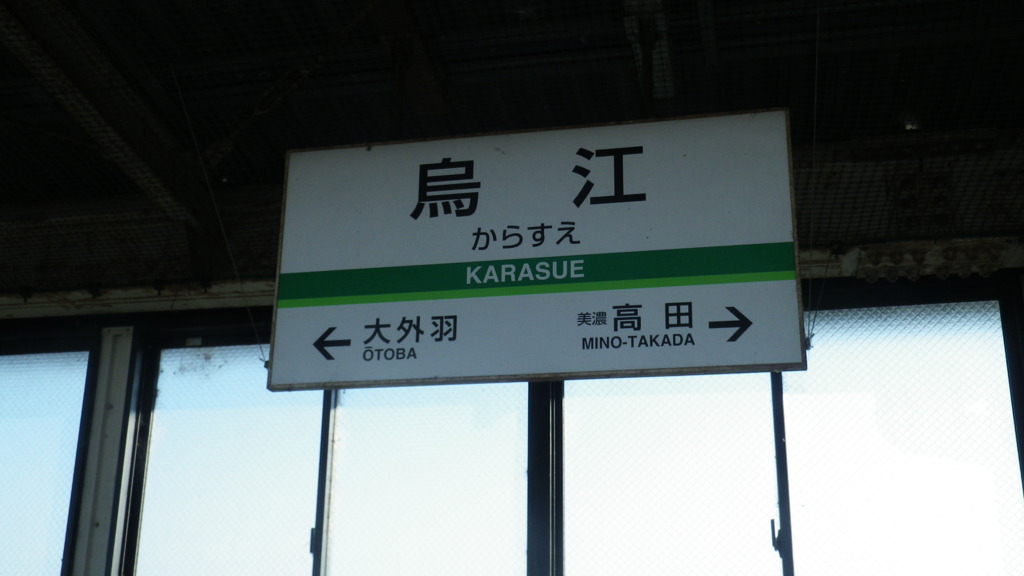 烏江
からすえ
KARASUE
← 大外羽 美濃高田 →
ŌTOBA MINO-TAKADA